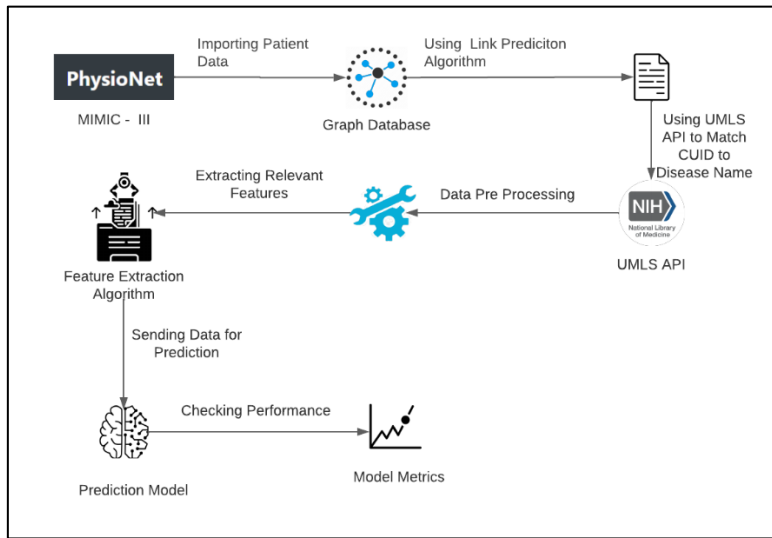 Importing Patient
Data
Using  Link Prediciton
Algorithm
PhysioNet
MIMIC -  III
Graph Database
Using UMLS
API to Match
CUID to
Disease Name
Extracting Relevant
Features
Data Pre Processing
NIH
National Library
of Medicine
UMLS API
Feature Extraction
Algorithm
Sending Data for
Prediction
Checking Performance
Prediction Model
Model Metrics